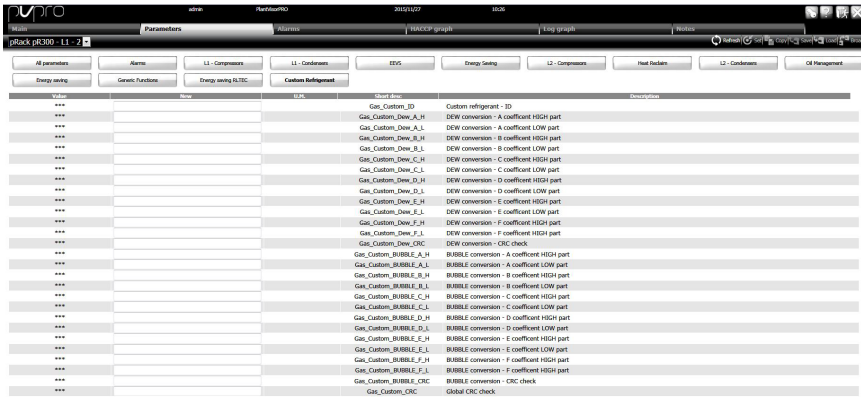 pvpro admin PlantVisorPRO 2015/11/27 10:26
Main Parameters Alarms HACCP graph Log graph Notes
pRack pR300 - L1 - 2 Refresh Set Copy Save Load
All parameters Alarms L1 - Compressors L1 - Condensers EEVS Energy Saving L2 - Compressors Heat Reclaim L2 - Condensers Oil Management
Energy saving Generic Functions Energy saving RLTEC Custom Refrigerant
Value New U.M. Short desc Description
*** Gas_Custom_ID Custom refrigerant - ID
*** Gas_Custom_Dew_A_H DEW conversion - A coefficent HIGH part
*** Gas_Custom_Dew_A_L DEW conversion - A coefficent LOW part
*** Gas_Custom_Dew_B_H DEW conversion - B coefficent HIGH part
*** Gas_Custom_Dew_B_L DEW conversion - B coefficent LOW part
*** Gas_Custom_Dew_C_H DEW conversion - C coefficent HIGH part
*** Gas_Custom_Dew_C_L DEW conversion - C coefficent LOW part
*** Gas_Custom_Dew_D_H DEW conversion - D coefficent HIGH part
*** Gas_Custom_Dew_D_L DEW conversion - D coefficent LOW part
*** Gas_Custom_Dew_E_H DEW conversion - E coefficent HIGH part
*** Gas_Custom_Dew_E_L DEW conversion - E coefficent LOW part
*** Gas_Custom_Dew_F_H DEW conversion - F coefficent HIGH part
*** Gas_Custom_Dew_F_L DEW conversion - F coefficent HIGH part
*** Gas_Custom_Dew_CRC DEW conversion - CRC check
*** Gas_Custom_BUBBLE_A_H BUBBLE conversion - A coefficent HIGH part
*** Gas_Custom_BUBBLE_A_L BUBBLE conversion - A coefficent LOW part
*** Gas_Custom_BUBBLE_B_H BUBBLE conversion - B coefficent HIGH part
*** Gas_Custom_BUBBLE_B_L BUBBLE conversion - B coefficent LOW part
*** Gas_Custom_BUBBLE_C_H BUBBLE conversion - C coefficent HIGH part
*** Gas_Custom_BUBBLE_C_L BUBBLE conversion - C coefficent LOW part
*** Gas_Custom_BUBBLE_D_H BUBBLE conversion - D coefficent HIGH part
*** Gas_Custom_BUBBLE_D_L BUBBLE conversion - D coefficent LOW part
*** Gas_Custom_BUBBLE_E_H BUBBLE conversion - E coefficent HIGH part
*** Gas_Custom_BUBBLE_E_L BUBBLE conversion - E coefficent LOW part
*** Gas_Custom_BUBBLE_F_H BUBBLE conversion - F coefficent HIGH part
*** Gas_Custom_BUBBLE_F_L BUBBLE conversion - F coefficent HIGH part
*** Gas_Custom_BUBBLE_CRC BUBBLE conversion - CRC check
*** Gas_Custom_CRC Global CRC check